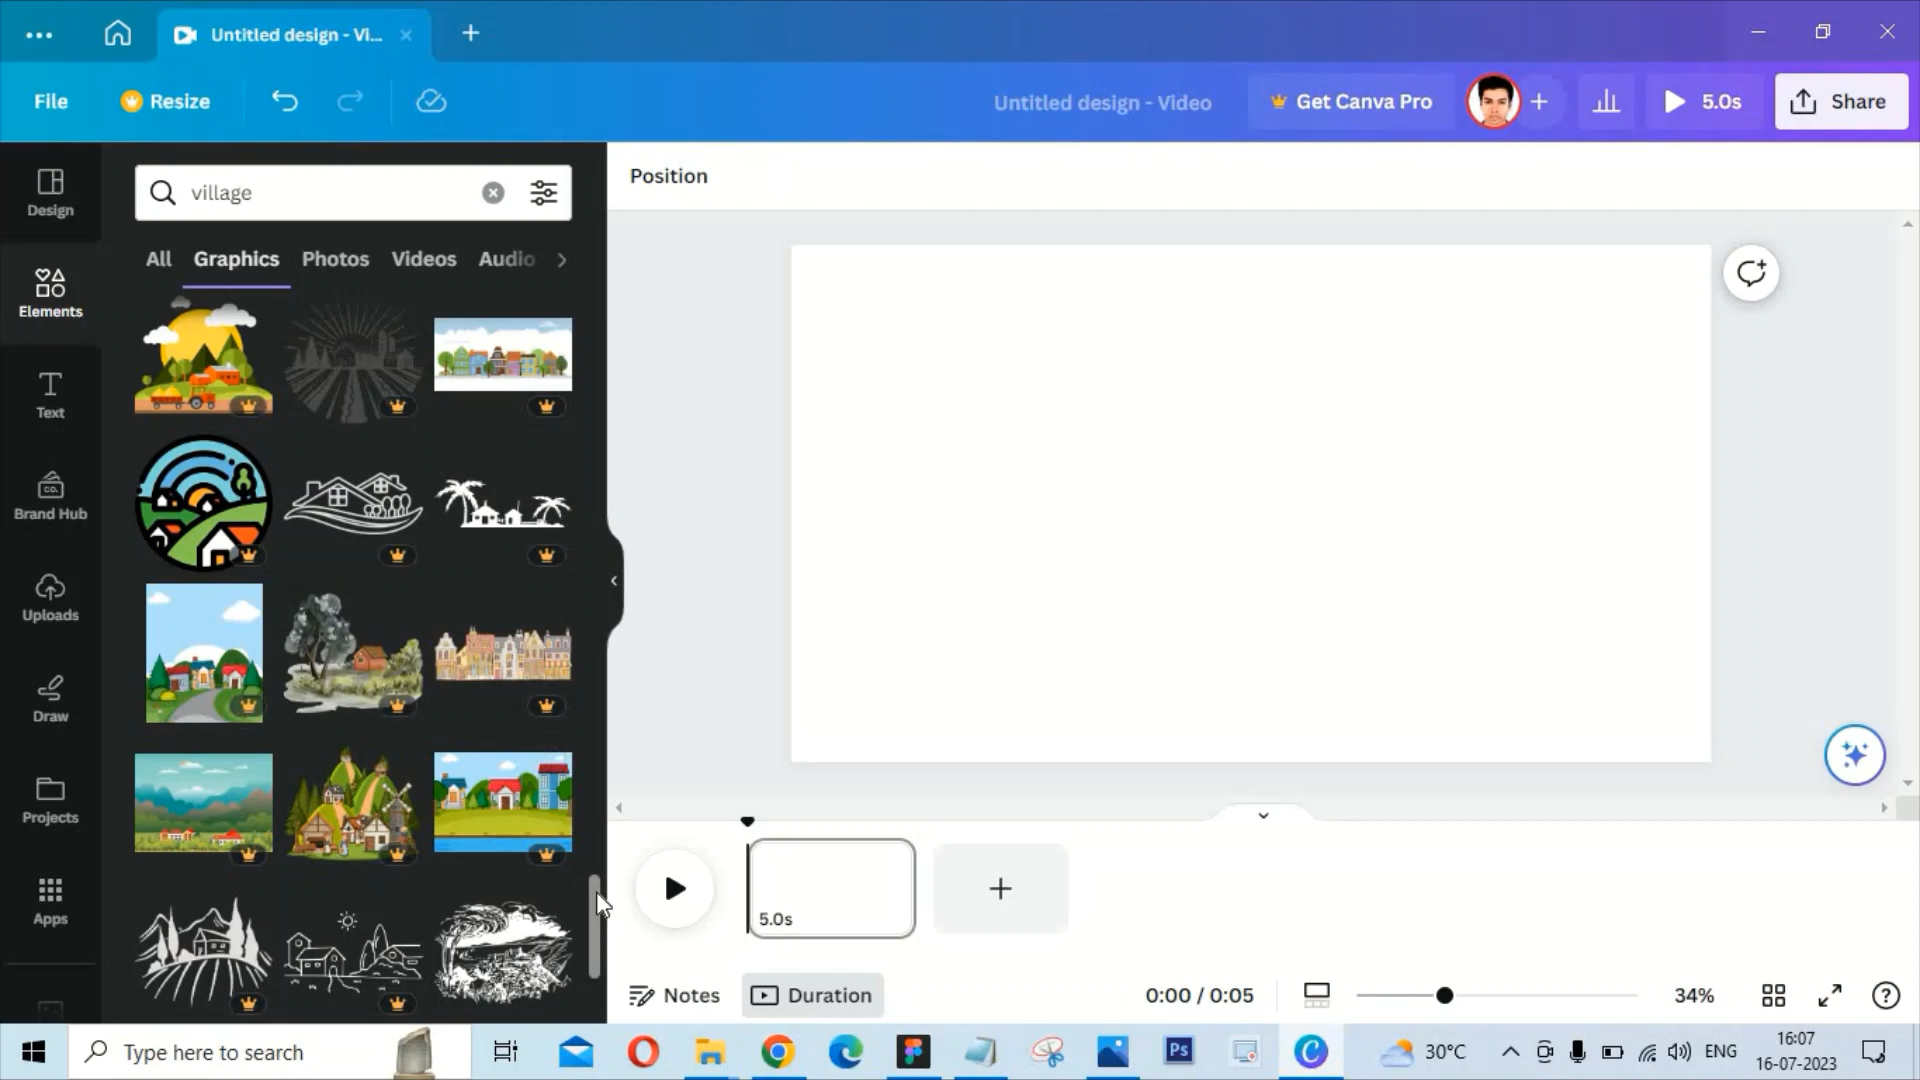 Untitled design - Vi...
File
Resize
Untitled design - Video
Get Canva Pro
5.0s
Share
Design
Elements
Text
CO.
Brand Hub
Uploads
Draw
Projects
Apps
village
All
Graphics
Photos
Videos
Audio
Position
5.0s
Notes
Duration
0:00 / 0:05
34%
Type here to search
Ps
30°C
ENG
16:07
16-07-2023